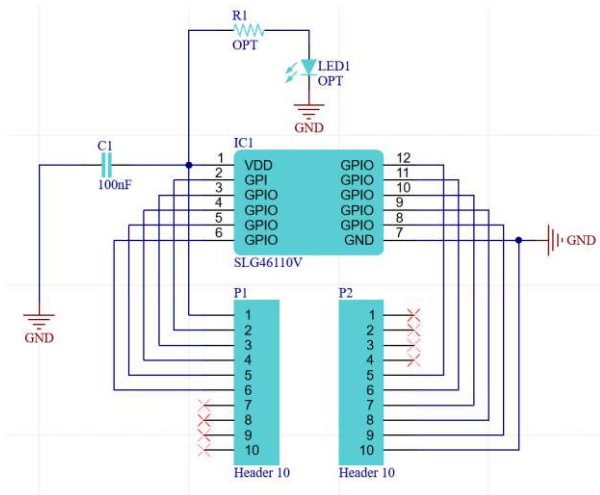 R1
OPT
LED1
OPT
GND
C1
100nF
IC1
1 VDD GPIO 12
2 GPI GPIO 11
3 GPIO GPIO 10
4 GPIO GPIO 9
5 GPIO GPIO 8
6 GPIO GND 7
SLG46110V
GND
GND
P1 P2
1 1
2 2
3 3
4 4
5 5
6 6
7 7
8 8
9 9
10 10
Header 10 Header 10